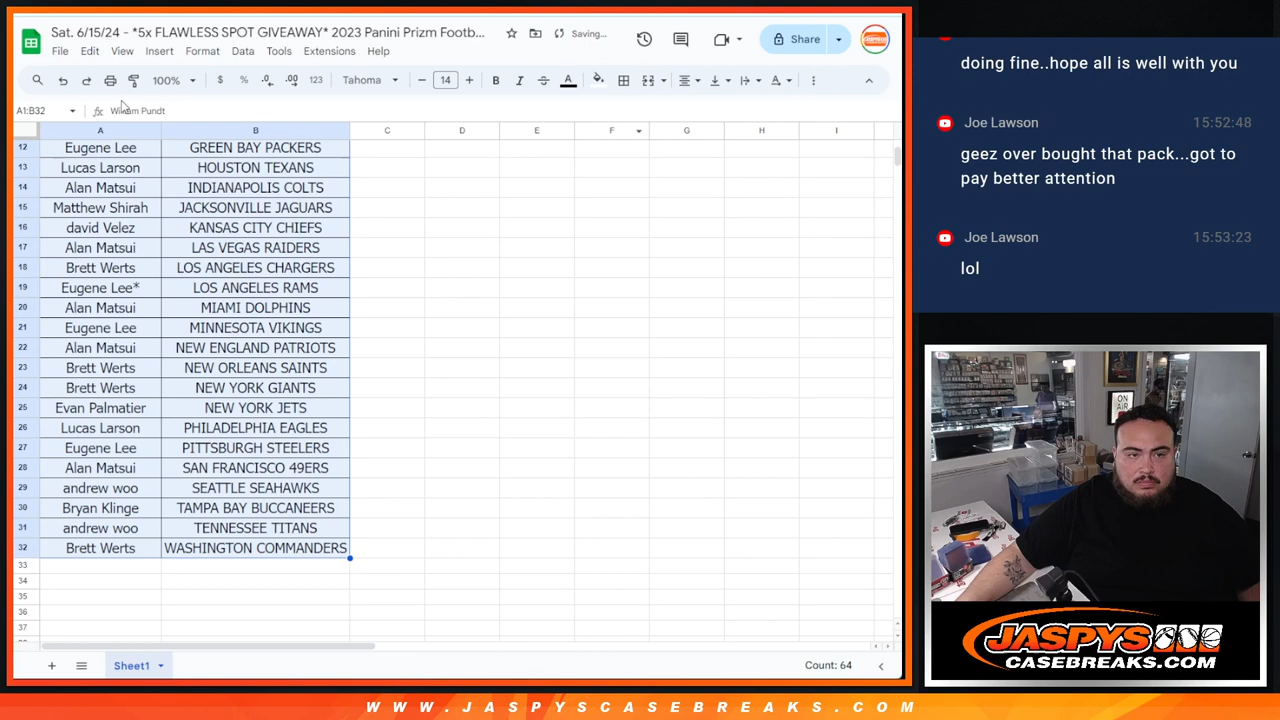 Sat. 6/15/24 - *5x FLAWLESS SPOT GIVEAWAY* 2023 Panini Prizm Footb...
Saving...
Share
File Edit View Insert Format Data Tools Extensions Help
100% $ % .0 .00 123 Tahoma 14 B I A
A1:B32
fx William Pundt
A B C D E F G H I
12 Eugene Lee GREEN BAY PACKERS
13 Lucas Larson HOUSTON TEXANS
14 Alan Matsui INDIANAPOLIS COLTS
15 Matthew Shirah JACKSONVILLE JAGUARS
16 david Velez KANSAS CITY CHIEFS
17 Alan Matsui LAS VEGAS RAIDERS
18 Brett Werts LOS ANGELES CHARGERS
19 Eugene Lee* LOS ANGELES RAMS
20 Alan Matsui MIAMI DOLPHINS
21 Eugene Lee MINNESOTA VIKINGS
22 Alan Matsui NEW ENGLAND PATRIOTS
23 Brett Werts NEW ORLEANS SAINTS
24 Brett Werts NEW YORK GIANTS
25 Evan Palmatier NEW YORK JETS
26 Lucas Larson PHILADELPHIA EAGLES
27 Eugene Lee PITTSBURGH STEELERS
28 Alan Matsui SAN FRANCISCO 49ERS
29 andrew woo SEATTLE SEAHAWKS
30 Bryan Klinge TAMPA BAY BUCCANEERS
31 andrew woo TENNESSEE TITANS
32 Brett Werts WASHINGTON COMMANDERS
33
34
35
36
37
Sheet1
Count: 64
doing fine..hope all is well with you
Joe Lawson 15:52:48
geez over bought that pack...got to
pay better attention
Joe Lawson 15:53:23
lol
ON
AIR
JASPYS
CASEBREAKS.COM
WWW.JASPYSCASEBREAKS.COM